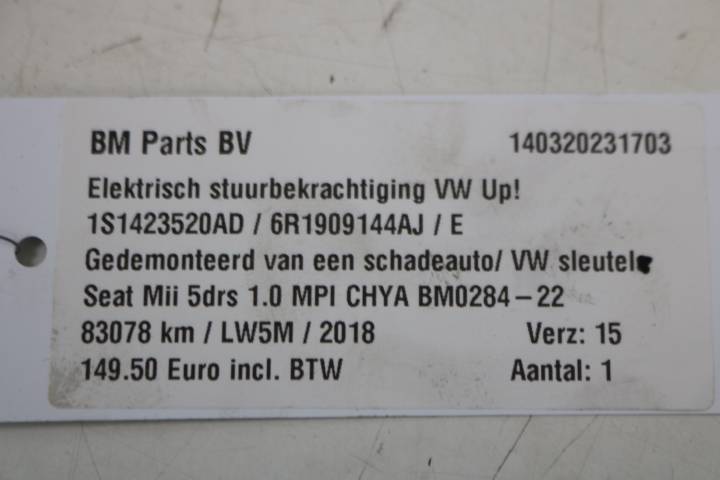 BM Parts BV 140320231703
Elektrisch stuurbekrachtiging VW Up!
1S1423520AD / 6R1909144AJ / E
Gedemonteerd van een schadeauto/ VW sleutels
Seat Mii 5drs 1.0 MPI CHYA BM0284-22
83078 km / LW5M / 2018 Verz: 15
149.50 Euro incl. BTW Aantal: 1